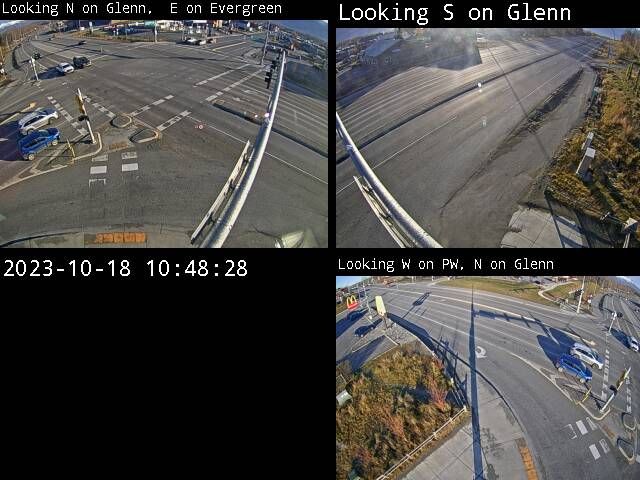 Looking N on Glenn,  E on Evergreen
Looking S on Glenn
2023-10-18 10:48:28
Looking W on PW, N on Glenn